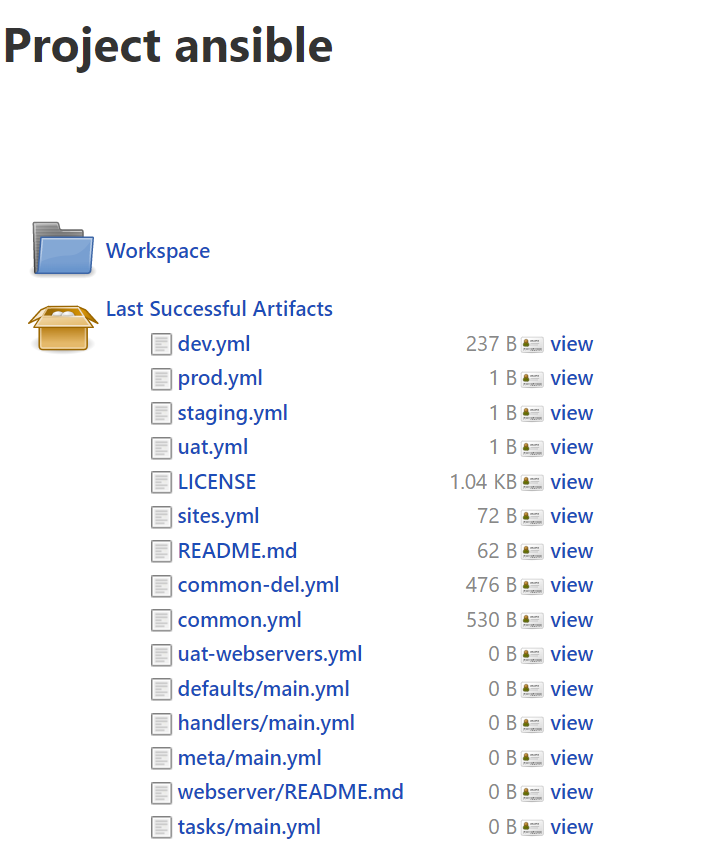 Project ansible
Workspace
Last Successful Artifacts
dev.yml 237 B view
prod.yml 1 B view
staging.yml 1 B view
uat.yml 1 B view
LICENSE 1.04 KB view
sites.yml 72 B view
README.md 62 B view
common-del.yml 476 B view
common.yml 530 B view
uat-webservers.yml 0 B view
defaults/main.yml 0 B view
handlers/main.yml 0 B view
meta/main.yml 0 B view
webserver/README.md 0 B view
tasks/main.yml 0 B view